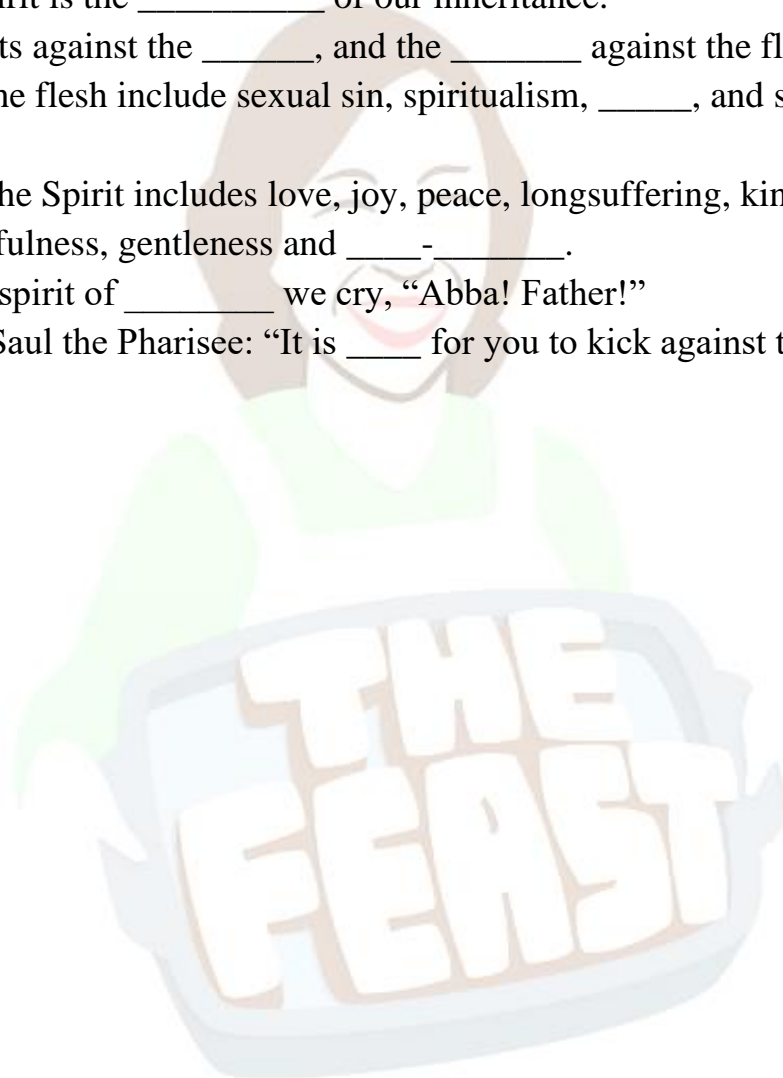 rit is the __________ of our inheritance.
ts against the ______, and the _______ against the fl
he flesh include sexual sin, spiritualism, _____, and s
he Spirit includes love, joy, peace, longsuffering, kin
fulness, gentleness and ____-_______.
spirit of ________ we cry, “Abba! Father!”
Saul the Pharisee: “It is ____ for you to kick against t
THE
FEAST